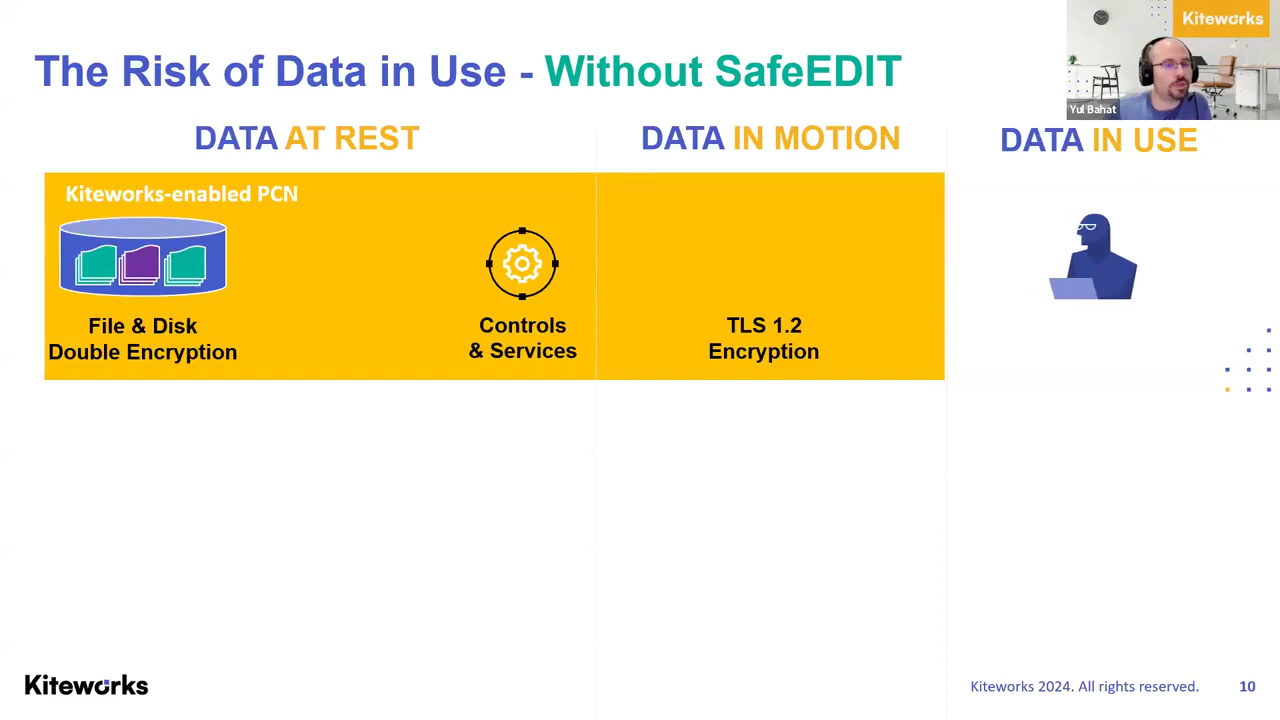 Kiteworks
The Risk of Data in Use - Without SafeEDIT
Yul Bahat
DATA AT REST
DATA IN MOTION
DATA IN USE
Kiteworks-enabled PCN
File & Disk
Double Encryption
Controls
& Services
TLS 1.2
Encryption
Kiteworks
Kiteworks 2024. All rights reserved.
10